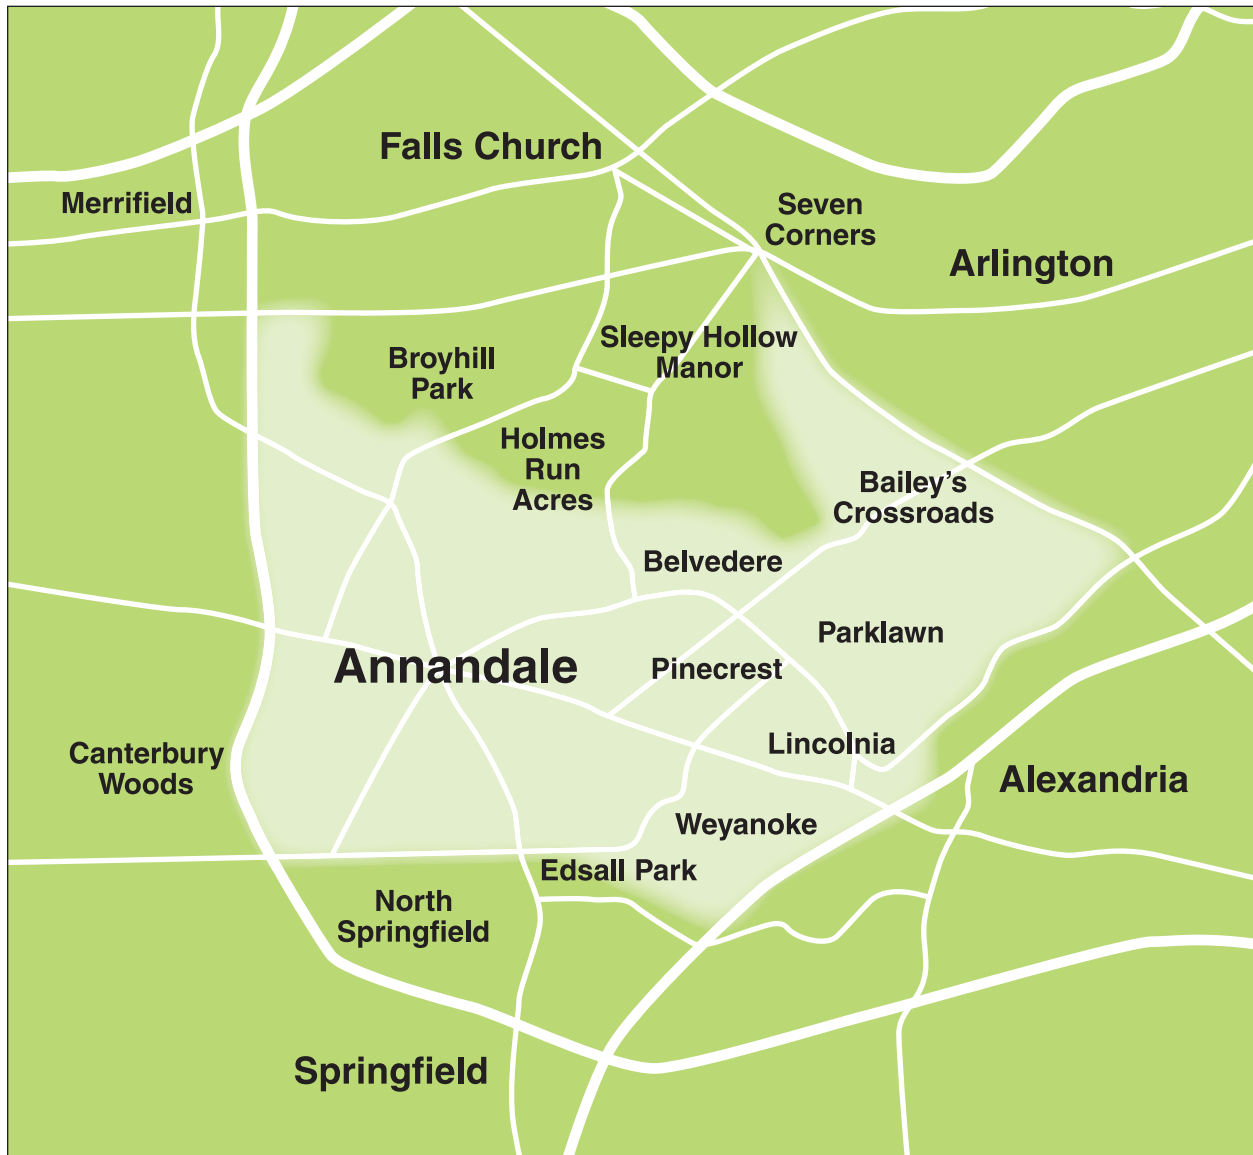 Falls Church
Merrifield
Seven
Corners
Arlington
Sleepy Hollow
Manor
Broyhill
Park
Holmes
Run
Acres
Bailey's
Crossroads
Belvedere
Parklawn
Annandale
Pinecrest
Canterbury
Woods
Lincolnia
Alexandria
Weyanoke
Edsall Park
North
Springfield
Springfield